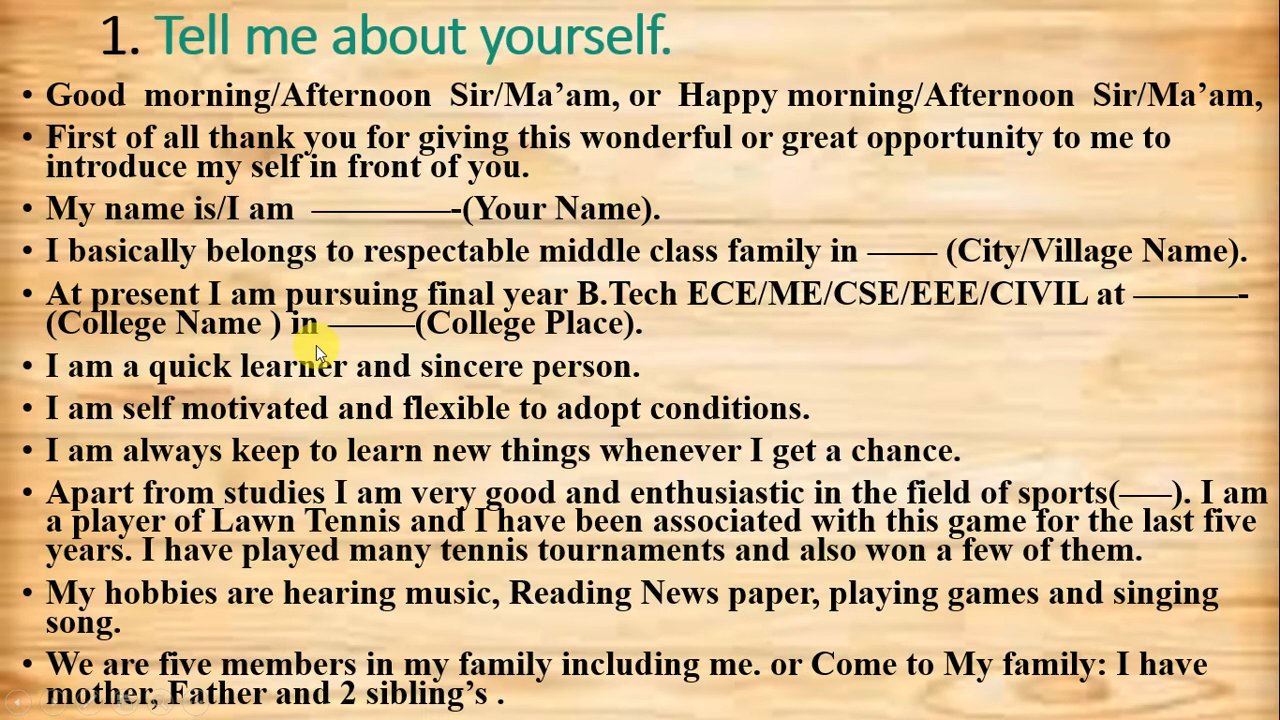 1. Tell me about yourself.
• Good morning/Afternoon Sir/Ma’am, or Happy morning/Afternoon Sir/Ma’am,
• First of all thank you for giving this wonderful or great opportunity to me to
introduce my self in front of you.
• My name is/I am ————–-(Your Name).
• I basically belongs to respectable middle class family in —— (City/Village Name).
• At present I am pursuing final year B.Tech ECE/ME/CSE/EEE/CIVIL at ———-
(College Name ) in ——–(College Place).
• I am a quick learner and sincere person.
• I am self motivated and flexible to adopt conditions.
• I am always keep to learn new things whenever I get a chance.
• Apart from studies I am very good and enthusiastic in the field of sports(—–). I am
a player of Lawn Tennis and I have been associated with this game for the last five
years. I have played many tennis tournaments and also won a few of them.
• My hobbies are hearing music, Reading News paper, playing games and singing
song.
• We are five members in my family including me. or Come to My family: I have
mother, Father and 2 sibling’s .